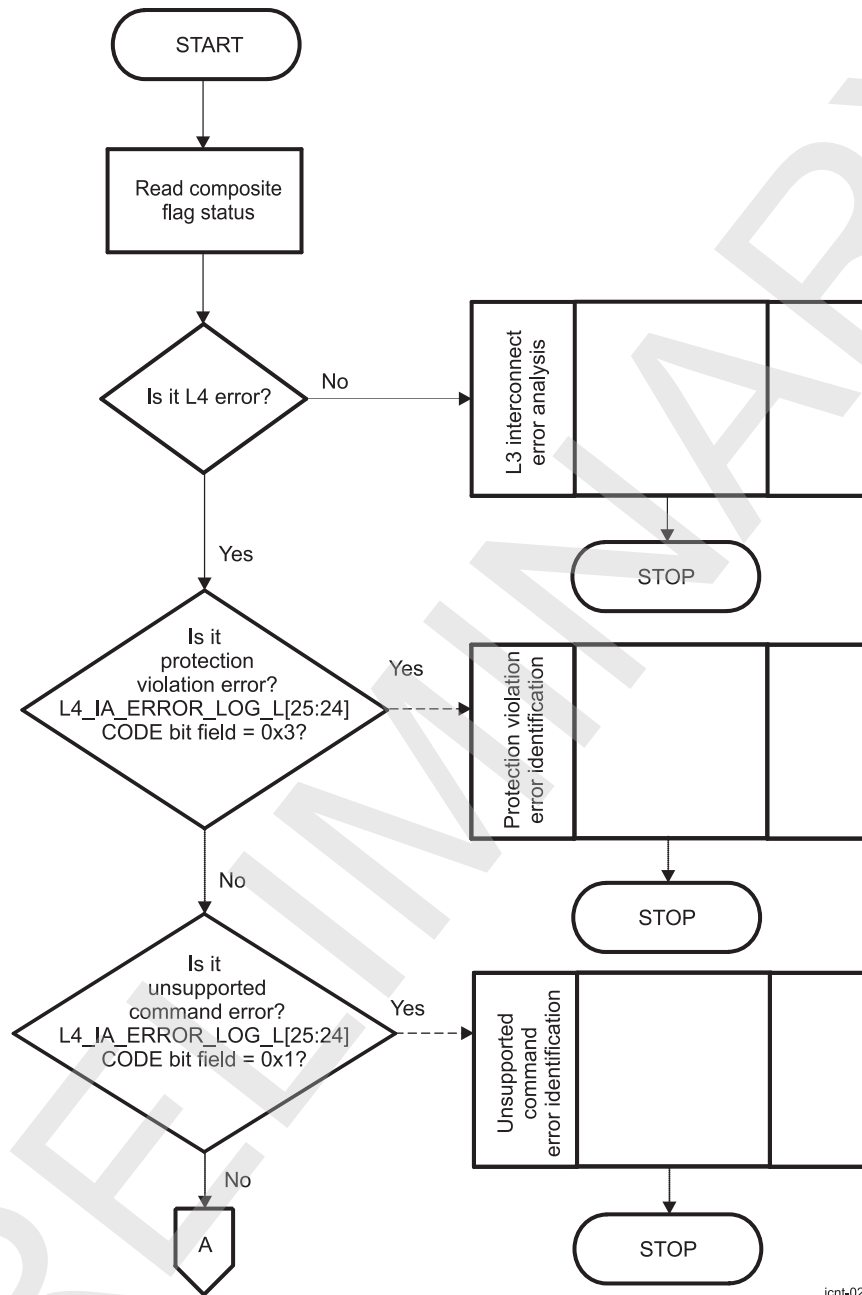 START
Read composite
flag status
Is it L4 error?
No
L3 interconnect
error analysis
STOP
Yes
Is it
protection
violation error?
L4_IA_ERROR_LOG_L[25:24]
CODE bit field = 0x3?
Yes
Protection violation
error identification
STOP
No
Is it
unsupported
command error?
L4_IA_ERROR_LOG_L[25:24]
CODE bit field = 0x1?
Yes
Unsupported
command
error identification
STOP
No
A